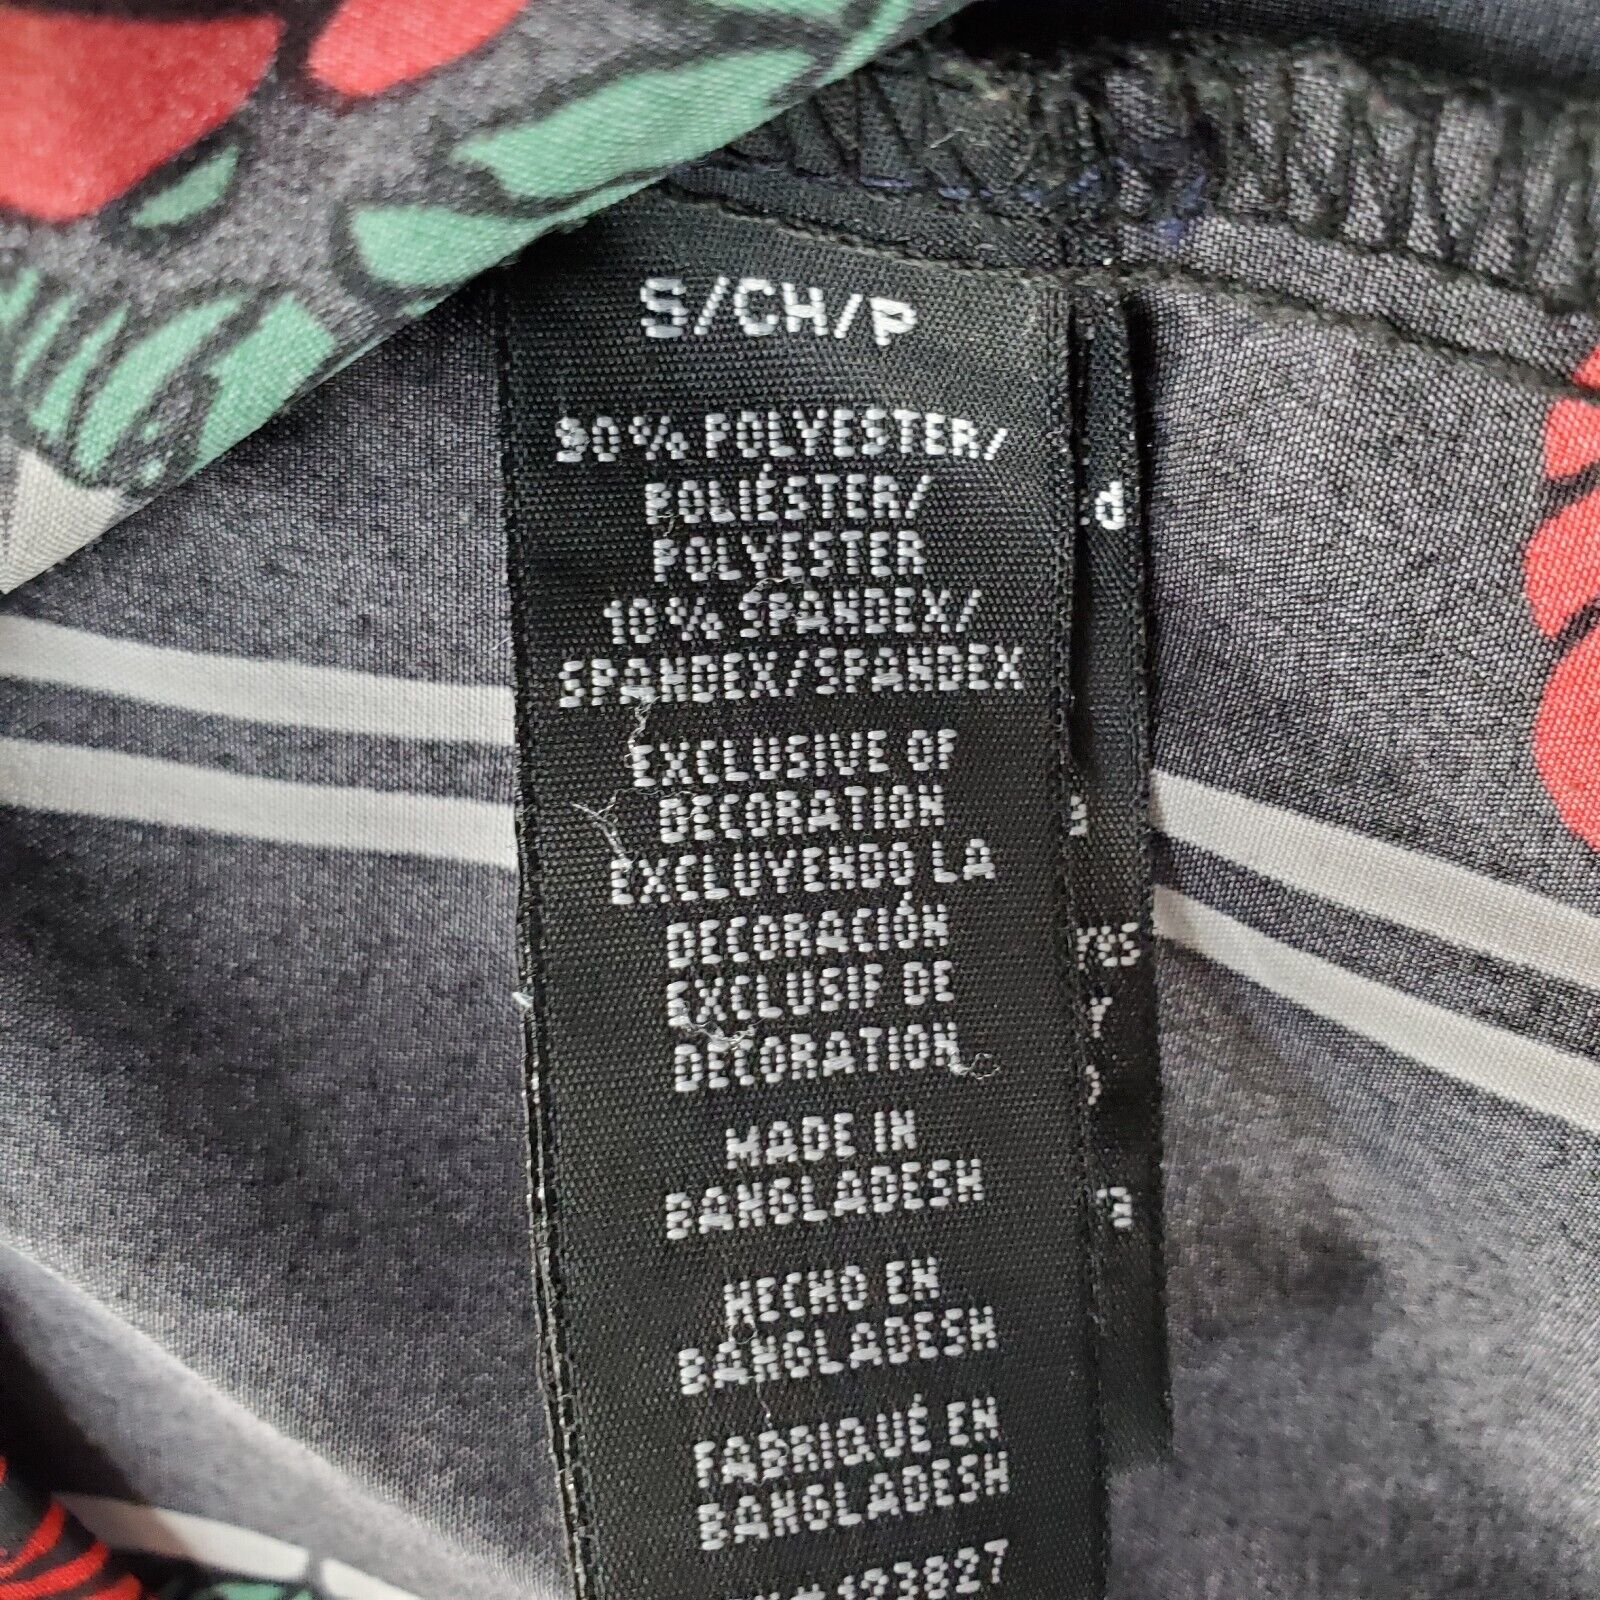 S/CH/P
90% POLYESTER/
POLIÉSTER/
POLYESTER
10% SPANDEX/
SPANDEX/SPANDEX
EXCLUSIVE OF
DECORATION
EXCLUYENDO LA
DECORACIÓN
EXCLUSIF DE
DECORATION
MADE IN
BANGLADESH
HECHO EN
BANGLADESH
FABRIQUÉ EN
BANGLADESH
123827